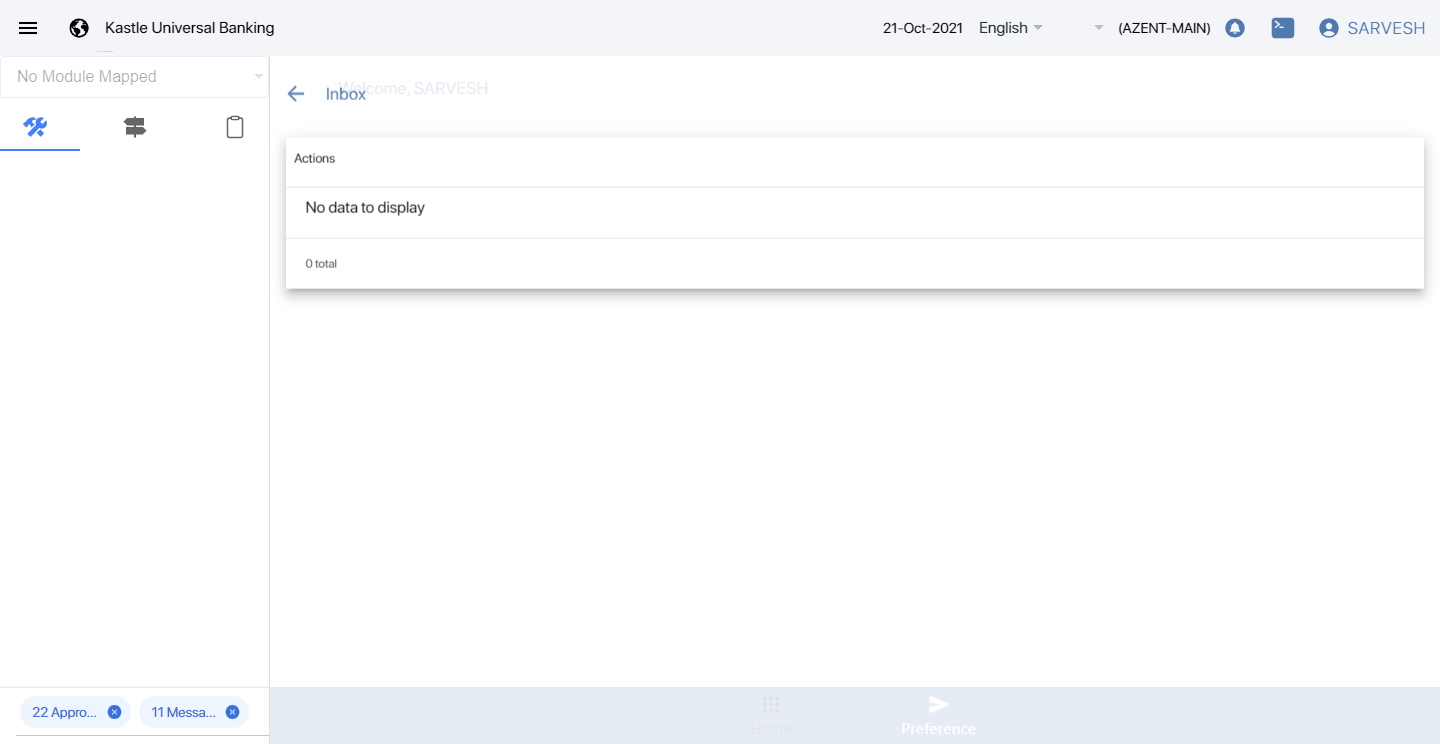 Kastle Universal Banking
21-Oct-2021 English (AZENT-MAIN) SARVESH
No Module Mapped
Welcome, SARVESH
Inbox
Actions
No data to display
0 total
22 Appro... 11 Messa...
Home Preference